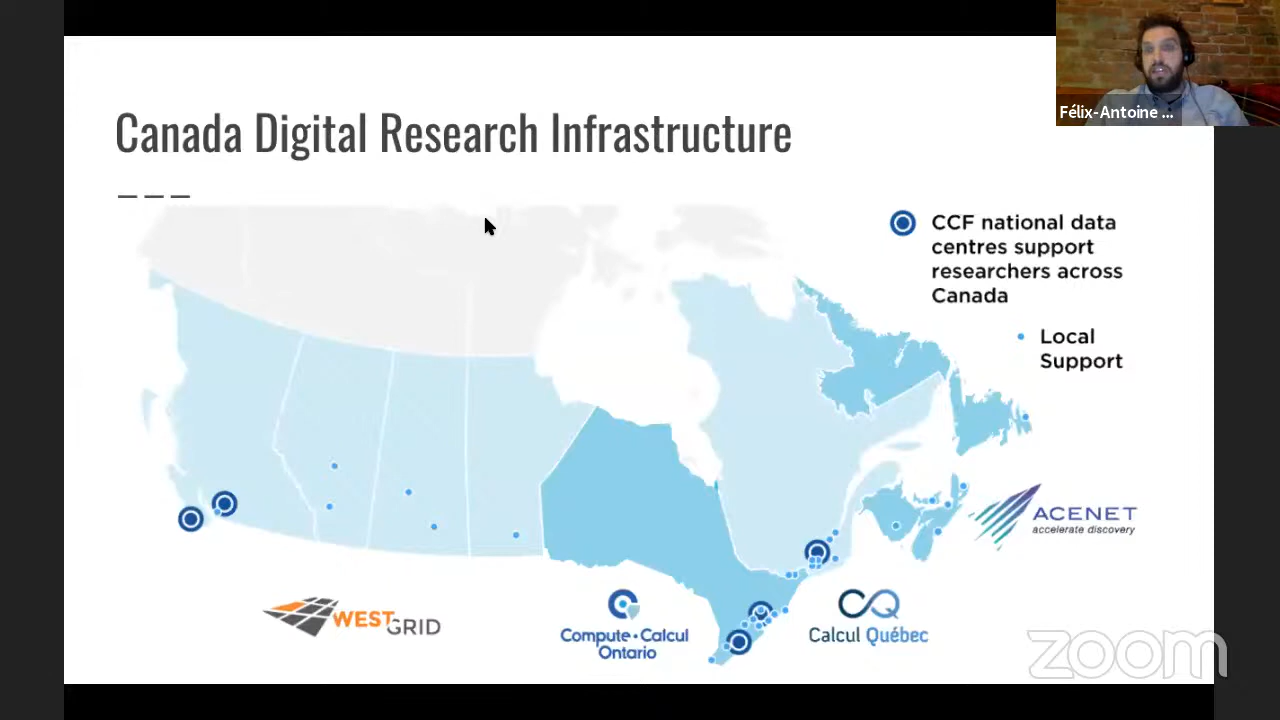 Félix-Antoine ...
Canada Digital Research Infrastructure
CCF national data
centres support
researchers across
Canada
Local
Support
ACENET
accelerate discovery
WESTGRID
Compute • Calcul
Ontario
Calcul Québec
zoom